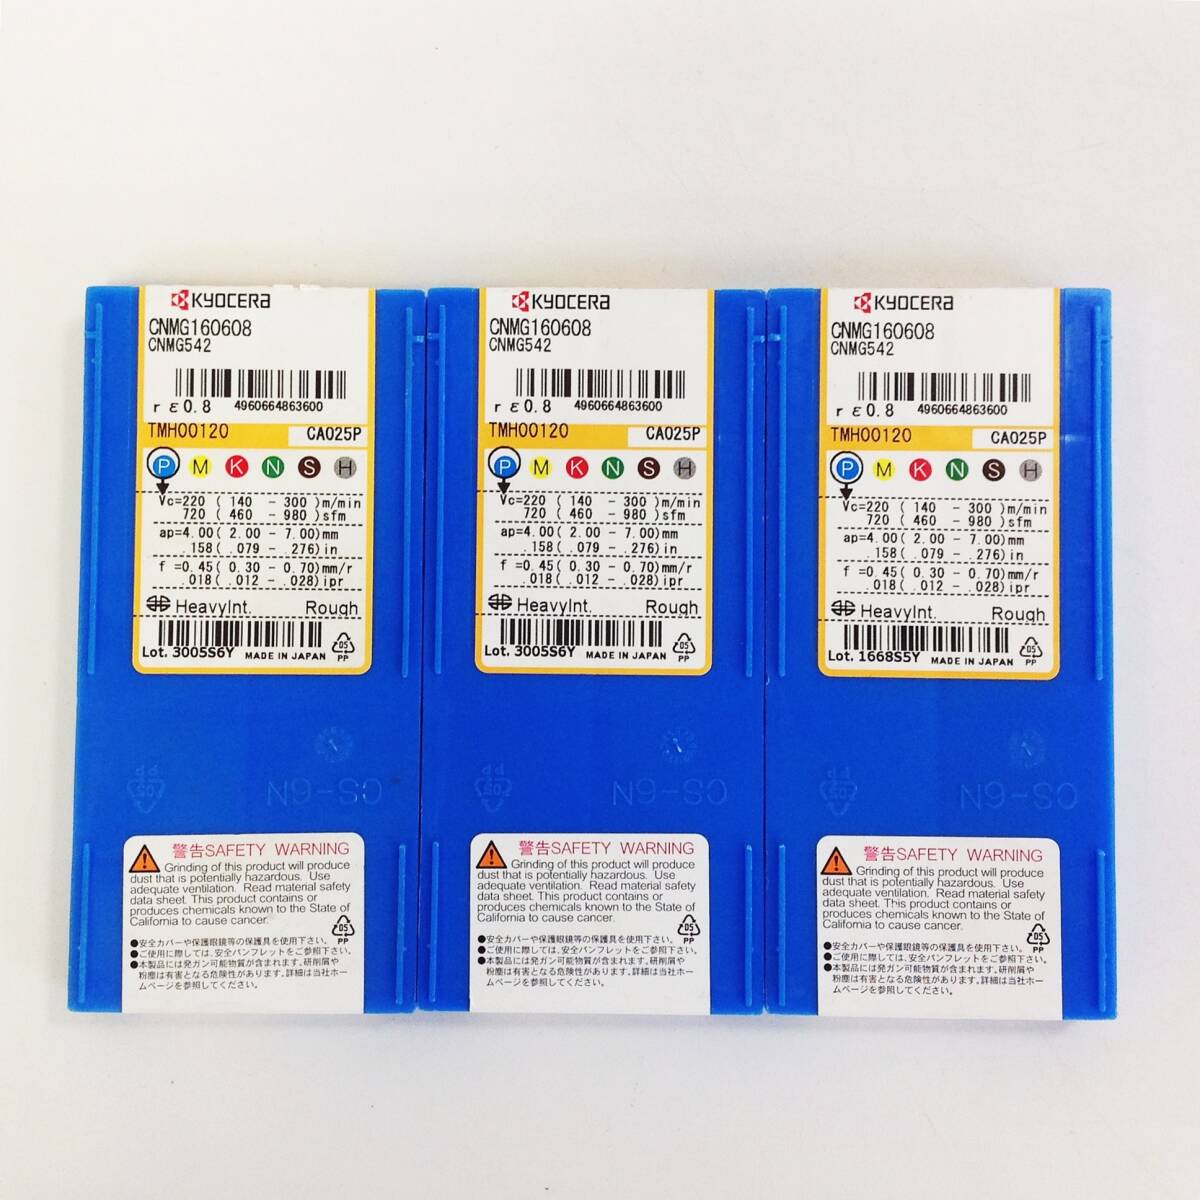 KYOCERA
CNMG160608
CNMG542
rε0.8 4960664863600
TMH00120 CA025P
P M K N S H
Vc=220 ( 140 - 300 )m/min
720 ( 460 - 980 )sfm
ap=4.00( 2.00 - 7.00)mm
.158(.079 - .276)in
f =0.45( 0.30 - 0.70)mm/r
.018( .012 - .028)ipr
HeavyInt. Rough
Lot. 3005S6Y MADE IN JAPAN
05
PP
PP
05
CS-6N
警告SAFETY WARNING
Grinding of this product will produce
dust that is potentially hazardous. Use
adequate ventilation. Read material safety
data sheet. This product contains or
produces chemicals known to the State of
California to cause cancer.
05
PP
●安全カバーや保護眼鏡等の保護具を使用下さい。
●ご使用に際しては、安全パンフレットをご参照下さい。
●本製品には発ガン可能物質が含まれます。研削屑や
粉塵は有害となる危険性があります。詳細は当社ホー
ムページを参照してください。
KYOCERA
CNMG160608
CNMG542
rε0.8 4960664863600
TMH00120 CA025P
P M K N S H
Vc=220 ( 140 - 300 )m/min
720 ( 460 - 980 )sfm
ap=4.00( 2.00 - 7.00)mm
.158(.079 - .276)in
f =0.45( 0.30 - 0.70)mm/r
.018( .012 - .028)ipr
HeavyInt. Rough
Lot. 3005S6Y MADE IN JAPAN
05
PP
PP
05
CS-6N
警告SAFETY WARNING
Grinding of this product will produce
dust that is potentially hazardous. Use
adequate ventilation. Read material safety
data sheet. This product contains or
produces chemicals known to the State of
California to cause cancer.
05
PP
●安全カバーや保護眼鏡等の保護具を使用下さい。
●ご使用に際しては、安全パンフレットをご参照下さい。
●本製品には発ガン可能物質が含まれます。研削屑や
粉塵は有害となる危険性があります。詳細は当社ホー
ムページを参照してください。
KYOCERA
CNMG160608
CNMG542
rε0.8 4960664863600
TMH00120 CA025P
P M K N S H
Vc=220 ( 140 - 300 )m/min
720 ( 460 - 980 )sfm
ap=4.00( 2.00 - 7.00)mm
.158(.079 - .276)in
f =0.45( 0.30 - 0.70)mm/r
.018( .012 - .028)ipr
HeavyInt. Rough
Lot. 1668S5Y MADE IN JAPAN
05
PP
PP
05
CS-6N
警告SAFETY WARNING
Grinding of this product will produce
dust that is potentially hazardous. Use
adequate ventilation. Read material safety
data sheet. This product contains or
produces chemicals known to the State of
California to cause cancer.
05
PP
●安全カバーや保護眼鏡等の保護具を使用下さい。
●ご使用に際しては、安全パンフレットをご参照下さい。
●本製品には発ガン可能物質が含まれます。研削屑や
粉塵は有害となる危険性があります。詳細は当社ホー
ムページを参照してください。